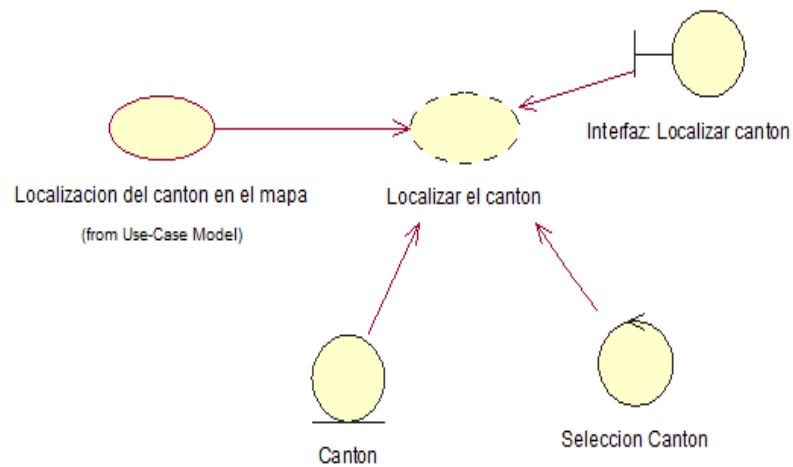 Interfaz: Localizar canton
Localizacion del canton en el mapa
(from Use-Case Model)
Localizar el canton
Canton
Seleccion Canton